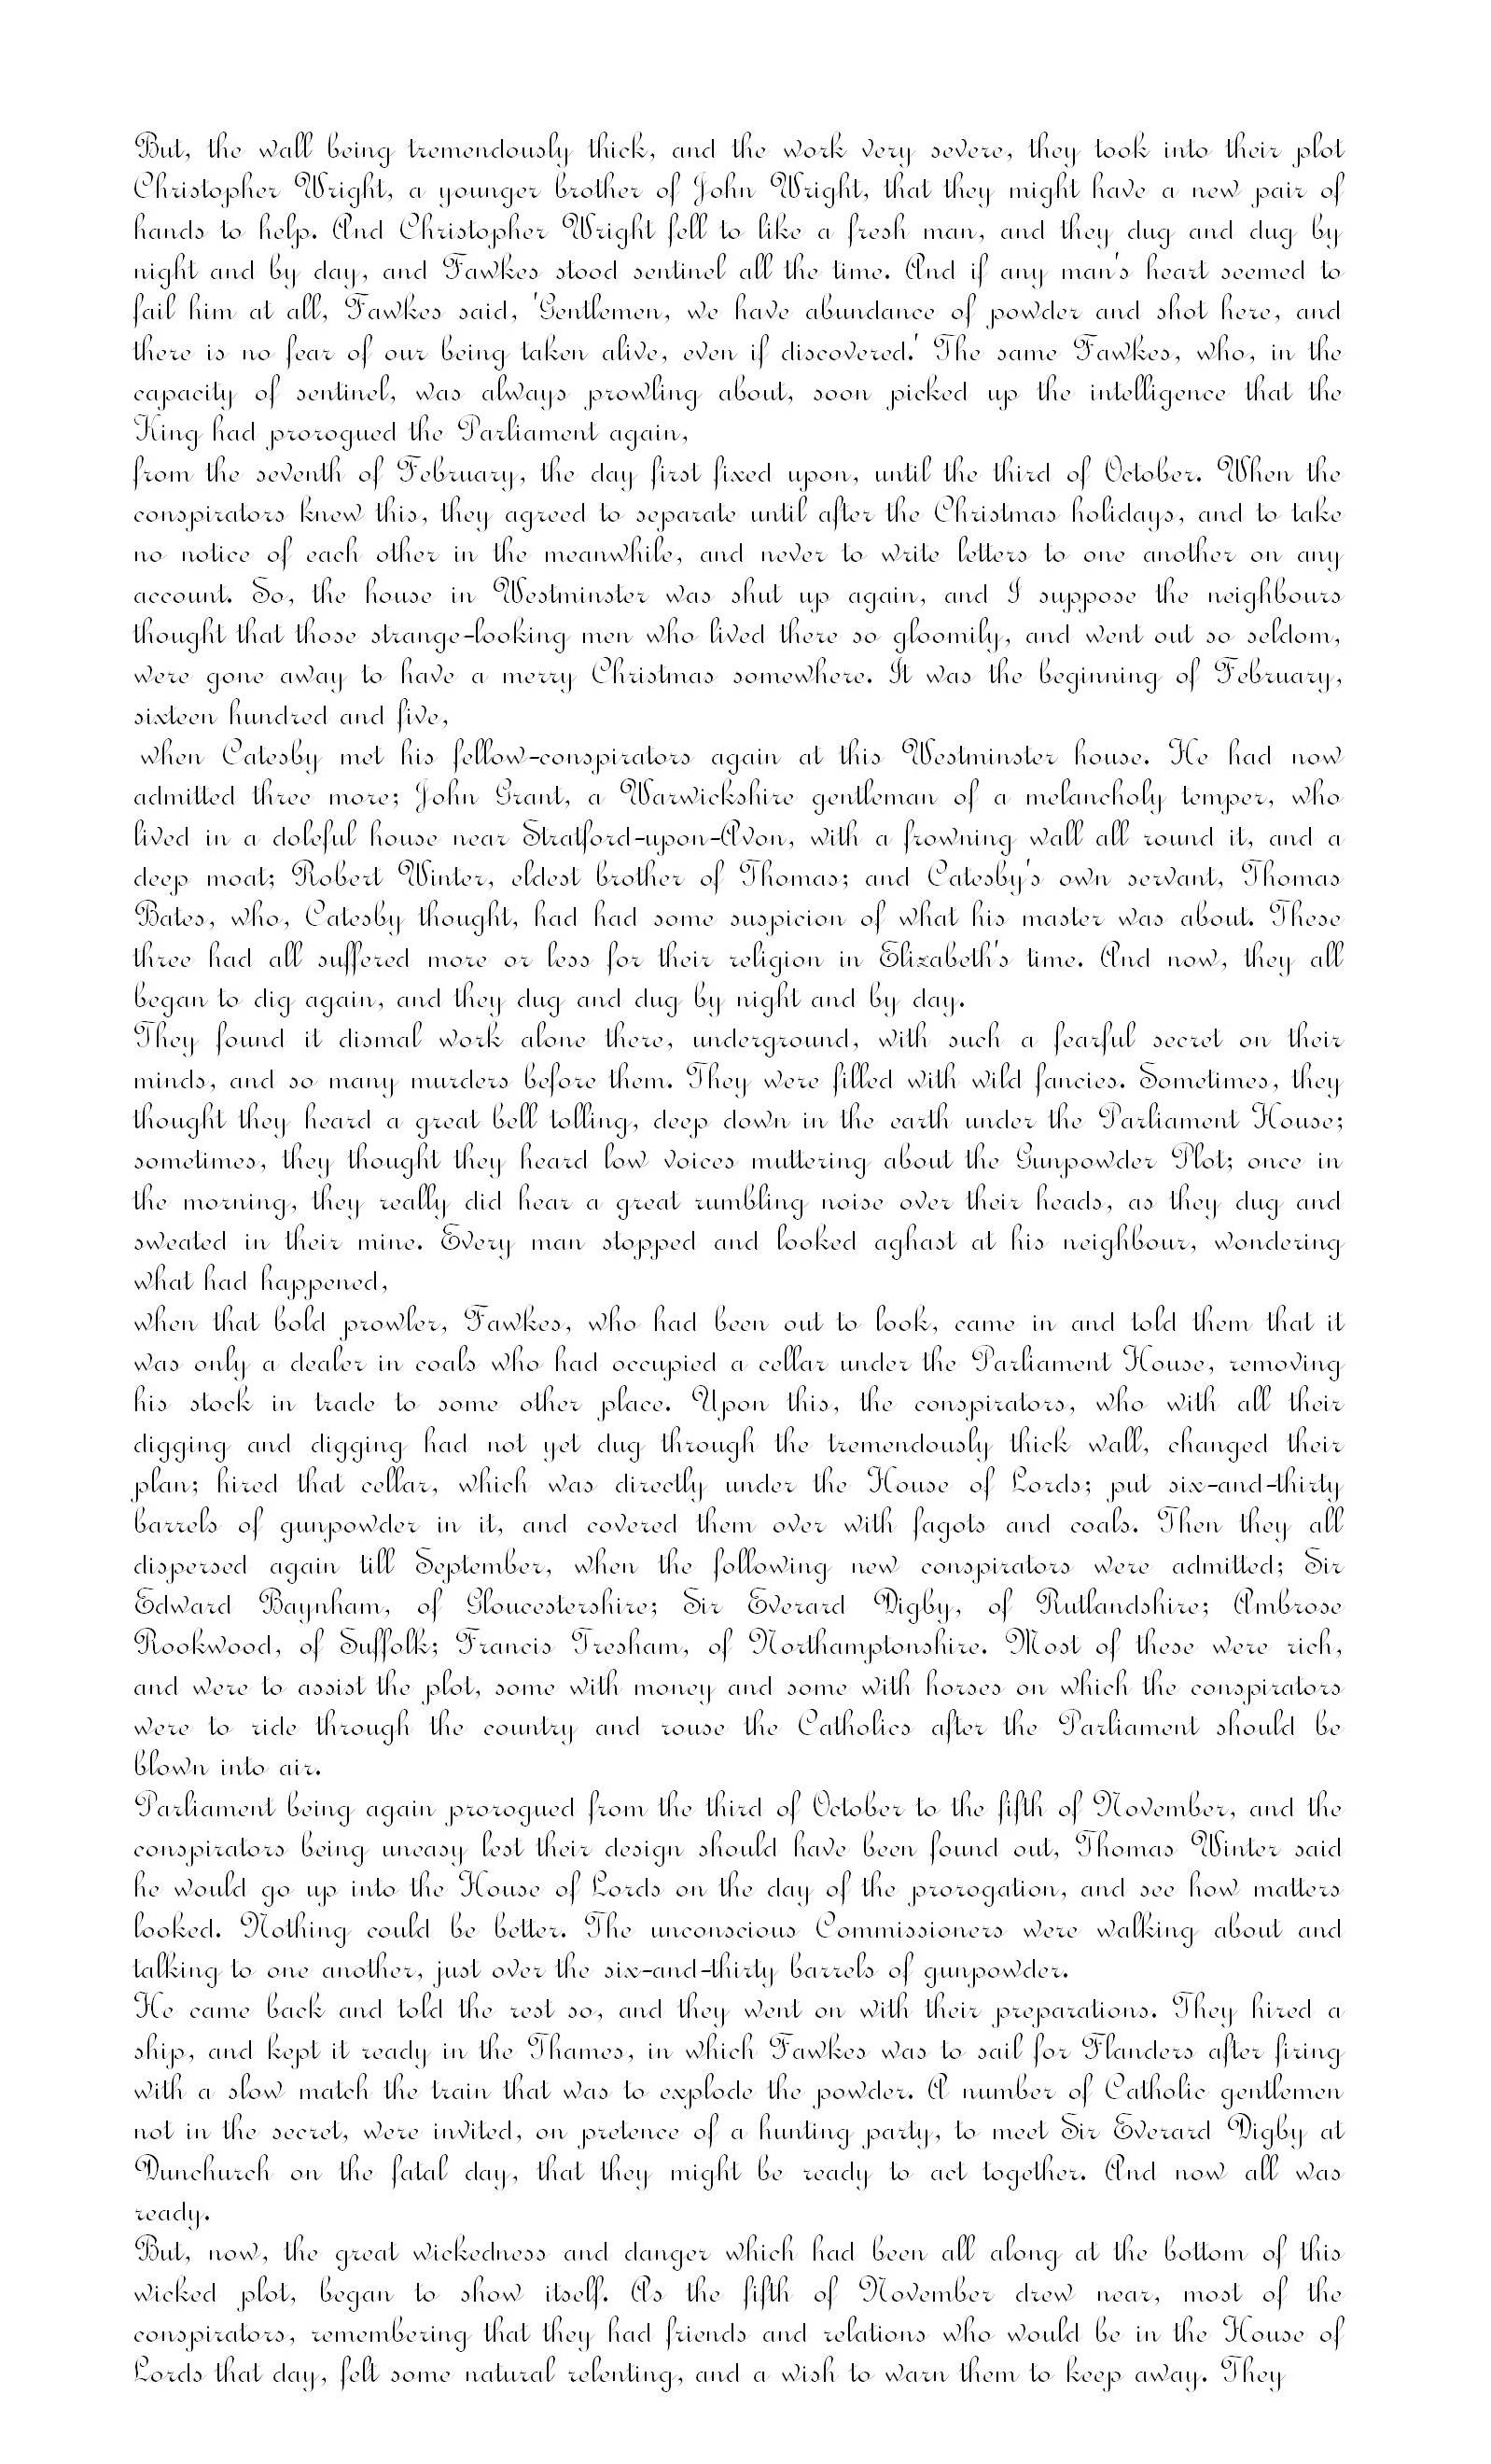 But, the wall being tremendously thick, and the work very severe, they took into their plot
Christopher Wright, a younger brother of John Wright, that they might have a new pair of
hands to help. And Christopher Wright fell to like a fresh man, and they dug and dug by
night and by day, and Fawkes stood sentinel all the time. And if any man's heart seemed to
fail him at all, Fawkes said, 'Gentlemen, we have abundance of powder and shot here, and
there is no fear of our being taken alive, even if discovered.' The same Fawkes, who, in the
capacity of sentinel, was always prowling about, soon picked up the intelligence that the
King had prorogued the Parliament again,
from the seventh of February, the day first fixed upon, until the third of October. When the
conspirators knew this, they agreed to separate until after the Christmas holidays, and to take
no notice of each other in the meanwhile, and never to write letters to one another on any
account. So, the house in Westminster was shut up again, and I suppose the neighbours
thought that those strange-looking men who lived there so gloomily, and went out so seldom,
were gone away to have a merry Christmas somewhere. It was the beginning of February,
sixteen hundred and five,
when Catesby met his fellow-conspirators again at this Westminster house. He had now
admitted three more; John Grant, a Warwickshire gentleman of a melancholy temper, who
lived in a doleful house near Stratford-upon-Avon, with a frowning wall all round it, and a
deep moat; Robert Winter, eldest brother of Thomas; and Catesby's own servant, Thomas
Bates, who, Catesby thought, had had some suspicion of what his master was about. These
three had all suffered more or less for their religion in Elizabeth's time. And now, they all
began to dig again, and they dug and dug by night and by day.
They found it dismal work alone there, underground, with such a fearful secret on their
minds, and so many murders before them. They were filled with wild fancies. Sometimes, they
thought they heard a great bell tolling, deep down in the earth under the Parliament House;
sometimes, they thought they heard low voices muttering about the Gunpowder Plot; once in
the morning, they really did hear a great rumbling noise over their heads, as they dug and
sweated in their mine. Every man stopped and looked aghast at his neighbour, wondering
what had happened,
when that bold prowler, Fawkes, who had been out to look, came in and told them that it
was only a dealer in coals who had occupied a cellar under the Parliament House, removing
his stock in trade to some other place. Upon this, the conspirators, who with all their
digging and digging had not yet dug through the tremendously thick wall, changed their
plan; hired that cellar, which was directly under the House of Lords; put six-and-thirty
barrels of gunpowder in it, and covered them over with fagots and coals. Then they all
dispersed again till September, when the following new conspirators were admitted; Sir
Edward Baynham, of Gloucestershire; Sir Everard Digby, of Rutlandshire; Ambrose
Rookwood, of Suffolk; Francis Tresham, of Northamptonshire. Most of these were rich,
and were to assist the plot, some with money and some with horses on which the conspirators
were to ride through the country and rouse the Catholics after the Parliament should be
blown into air.
Parliament being again prorogued from the third of October to the fifth of November, and the
conspirators being uneasy lest their design should have been found out, Thomas Winter said
he would go up into the House of Lords on the day of the prorogation, and see how matters
looked. Nothing could be better. The unconscious Commissioners were walking about and
talking to one another, just over the six-and-thirty barrels of gunpowder.
He came back and told the rest so, and they went on with their preparations. They hired a
ship, and kept it ready in the Thames, in which Fawkes was to sail for Flanders after firing
with a slow match the train that was to explode the powder. A number of Catholic gentlemen
not in the secret, were invited, on pretence of a hunting party, to meet Sir Everard Digby at
Dunchurch on the fatal day, that they might be ready to act together. And now all was
ready.
But, now, the great wickedness and danger which had been all along at the bottom of this
wicked plot, began to show itself. As the fifth of November drew near, most of the
conspirators, remembering that they had friends and relations who would be in the House of
Lords that day, felt some natural relenting, and a wish to warn them to keep away. They